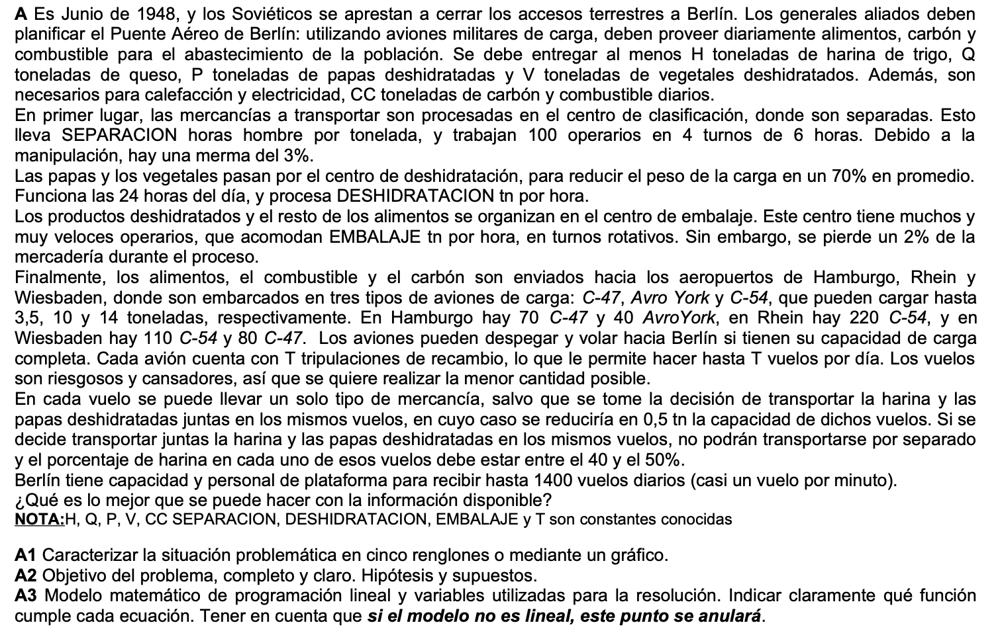 A Es Junio de 1948, y los Soviéticos se aprestan a cerrar los accesos terrestres a Berlín. Los generales aliados deben
planificar el Puente Aéreo de Berlín: utilizando aviones militares de carga, deben proveer diariamente alimentos, carbón y
combustible para el abastecimiento de la población. Se debe entregar al menos H toneladas de harina de trigo, Q
toneladas de queso, P toneladas de papas deshidratadas y V toneladas de vegetales deshidratados. Además, son
necesarios para calefacción y electricidad, CC toneladas de carbón y combustible diarios.
En primer lugar, las mercancías a transportar son procesadas en el centro de clasificación, donde son separadas. Esto
lleva SEPARACION horas hombre por tonelada, y trabajan 100 operarios en 4 turnos de 6 horas. Debido a la
manipulación, hay una merma del 3%.
Las papas y los vegetales pasan por el centro de deshidratación, para reducir el peso de la carga en un 70% en promedio.
Funciona las 24 horas del día, y procesa DESHIDRATACION tn por hora.
Los productos deshidratados y el resto de los alimentos se organizan en el centro de embalaje. Este centro tiene muchos y
muy veloces operarios, que acomodan EMBALAJE tn por hora, en turnos rotativos. Sin embargo, se pierde un 2% de la
mercadería durante el proceso.
Finalmente, los alimentos, el combustible y el carbón son enviados hacia los aeropuertos de Hamburgo, Rhein y
Wiesbaden, donde son embarcados en tres tipos de aviones de carga: C-47, Avro York y C-54, que pueden cargar hasta
3,5, 10 y 14 toneladas, respectivamente. En Hamburgo hay 70 C-47 y 40 AvroYork, en Rhein hay 220 C-54, y en
Wiesbaden hay 110 C-54 y 80 C-47. Los aviones pueden despegar y volar hacia Berlín si tienen su capacidad de carga
completa. Cada avión cuenta con T tripulaciones de recambio, lo que le permite hacer hasta T vuelos por día. Los vuelos
son riesgosos y cansadores, así que se quiere realizar la menor cantidad posible.
En cada vuelo se puede llevar un solo tipo de mercancía, salvo que se tome la decisión de transportar la harina y las
papas deshidratadas juntas en los mismos vuelos, en cuyo caso se reduciría en 0,5 tn la capacidad de dichos vuelos. Si se
decide transportar juntas la harina y las papas deshidratadas en los mismos vuelos, no podrán transportarse por separado
y el porcentaje de harina en cada uno de esos vuelos debe estar entre el 40 y el 50%.
Berlín tiene capacidad y personal de plataforma para recibir hasta 1400 vuelos diarios (casi un vuelo por minuto).
¿Qué es lo mejor que se puede hacer con la información disponible?
NOTA:H, Q, P, V, CC SEPARACION, DESHIDRATACION, EMBALAJE y T son constantes conocidas
A1 Caracterizar la situación problemática en cinco renglones o mediante un gráfico.
A2 Objetivo del problema, completo y claro. Hipótesis y supuestos.
A3 Modelo matemático de programación lineal y variables utilizadas para la resolución. Indicar claramente qué función
cumple cada ecuación. Tener en cuenta que si el modelo no es lineal, este punto se anulará.